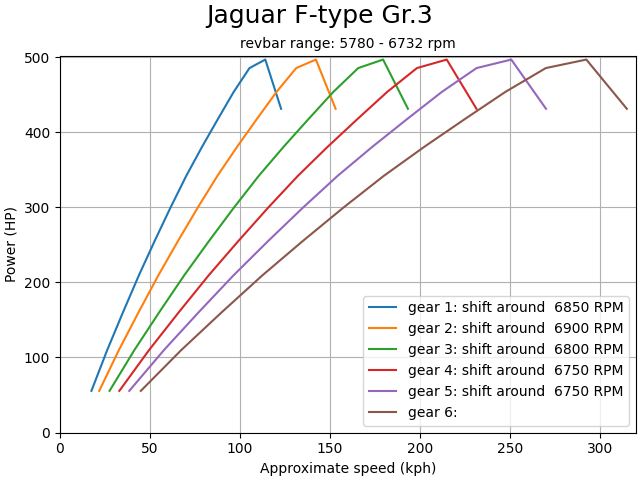 Jaguar F-type Gr.3
revbar range: 5780 - 6732 rpm
500
400
300
200
100
0
Power (HP)
gear 1: shift around  6850 RPM
gear 2: shift around  6900 RPM
gear 3: shift around  6800 RPM
gear 4: shift around  6750 RPM
gear 5: shift around  6750 RPM
gear 6:
0 50 100 150 200 250 300
Approximate speed (kph)